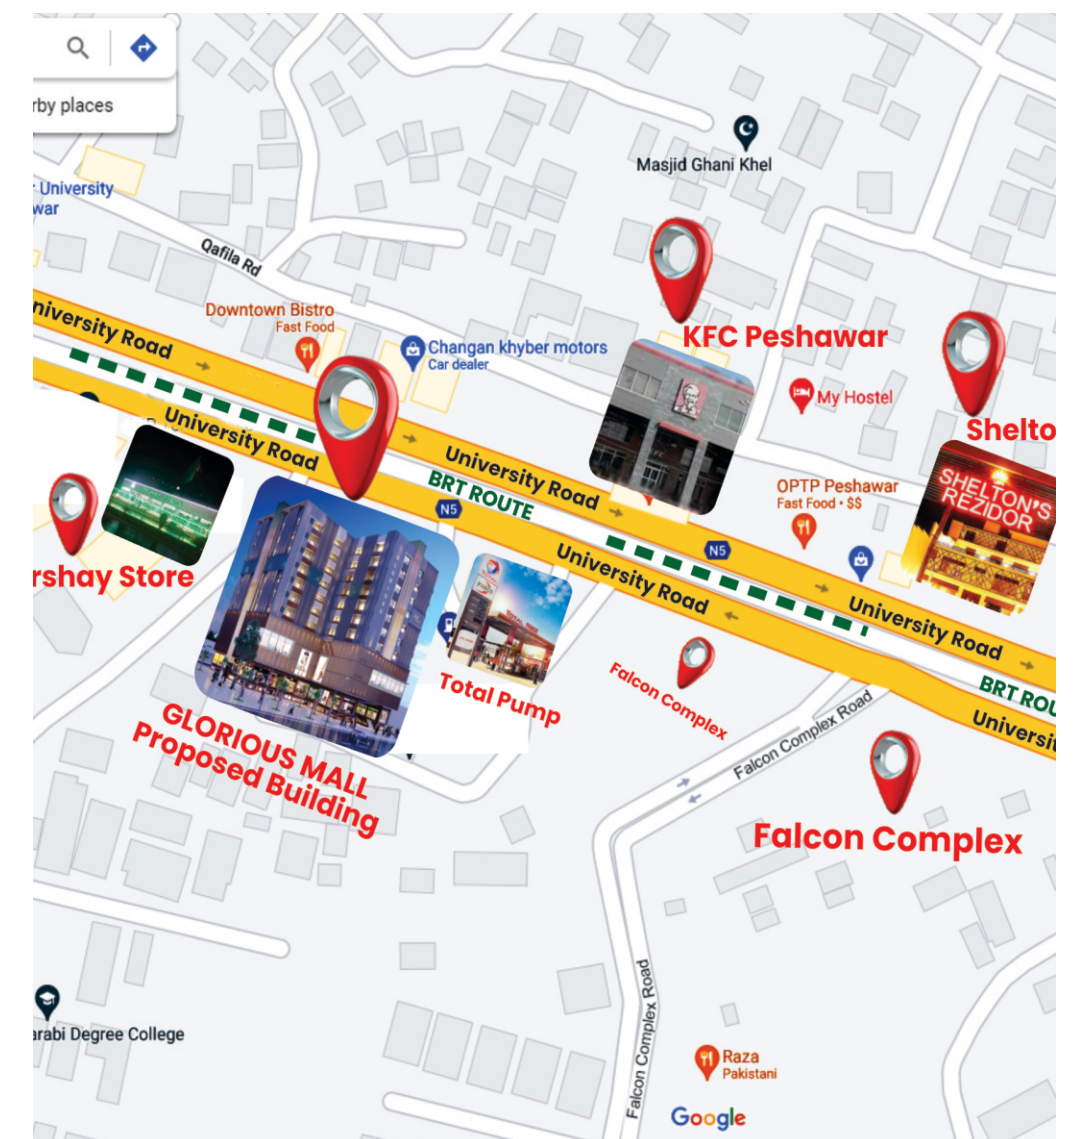 rby places
Masjid Ghani Khel
University
war
Qafila Rd
Downtown Bistro
Fast Food
KFC Peshawar
niversity Road
Changan khyber motors
Car dealer
My Hostel
University Road
Shelto
University Road
BRT ROUTE
N5
OPTP Peshawar
Fast Food • $$
SHELTON'S
REZIDOR
rshay Store
University Road
N5
University Road
Total Pump
Falcon Complex
BRT ROU
Universit
GLORIOUS MALL
Proposed Building
Falcon Complex Road
Falcon Complex
arabi Degree College
Falcon Complex Road
Raza
Pakistani
Google